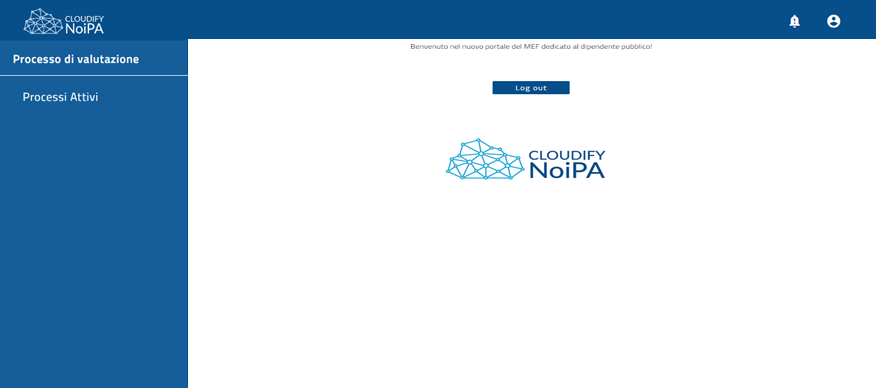 CLOUDIFY
NoiPA
Processo di valutazione
Processi Attivi
Benvenuto nel nuovo portale del MEF dedicato al dipendente pubblico!
Log out
CLOUDIFY
NoiPA